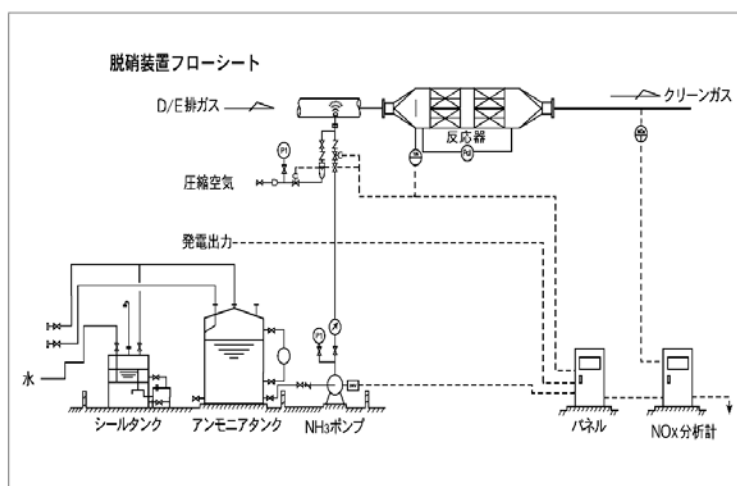 脱硝装置フローシート
D/E排ガス
クリーンガス
反応器
PI
圧縮空気
発電出力
PI
水
シールタンク
アンモニアタンク
NH3ポンプ
パネル
NOx分析計